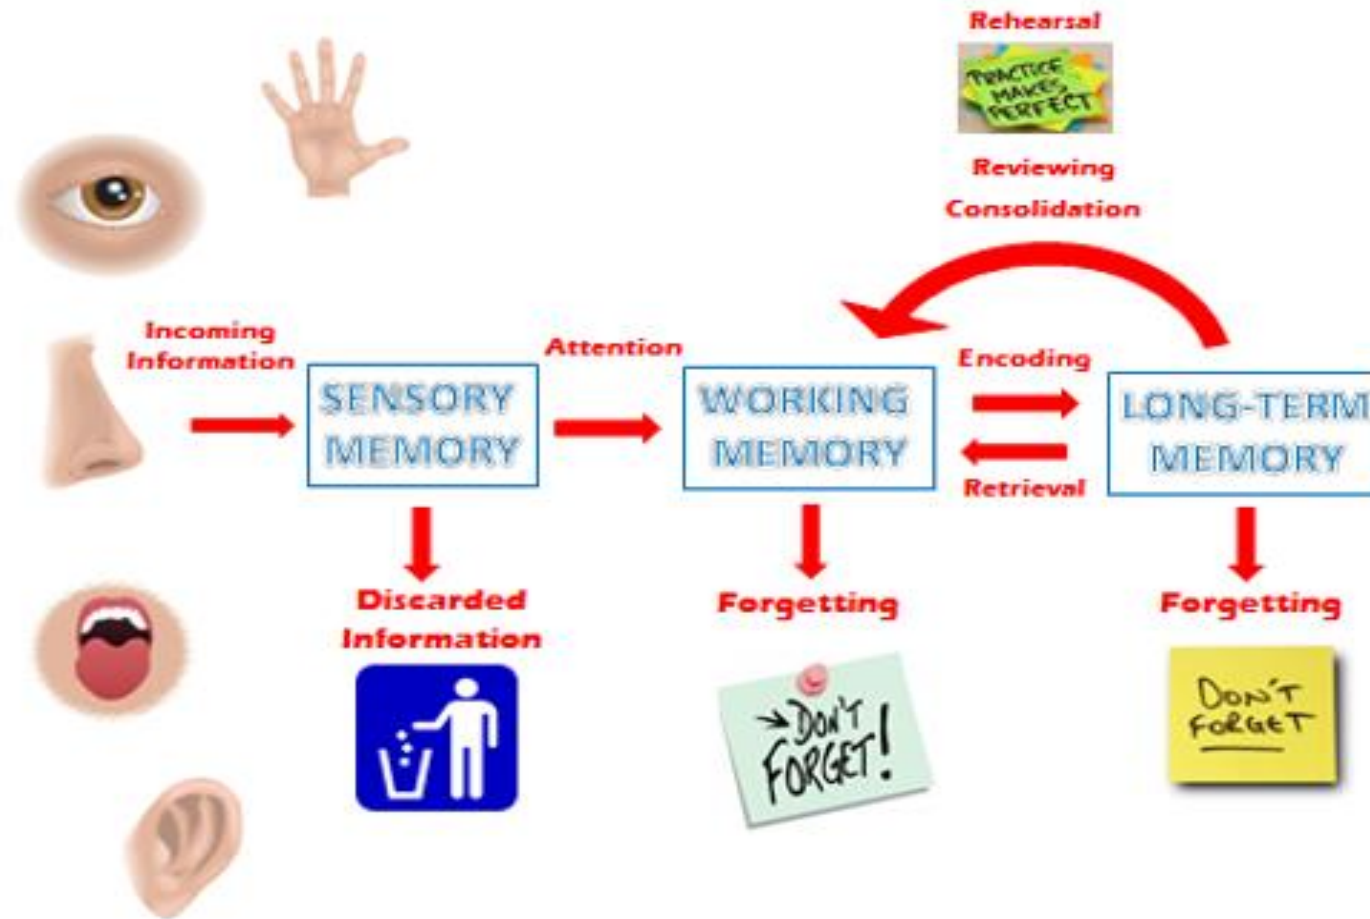 Rehearsal
PRACTICE
MAKES
PERFECT
Reviewing
Consolidation
Incoming
Information
Attention
Encoding
SENSORY
MEMORY
WORKING
MEMORY
LONG-TERM
MEMORY
Retrieval
Discarded
Information
Forgetting
Forgetting
DON'T
FORGET!
DON'T
FORGET